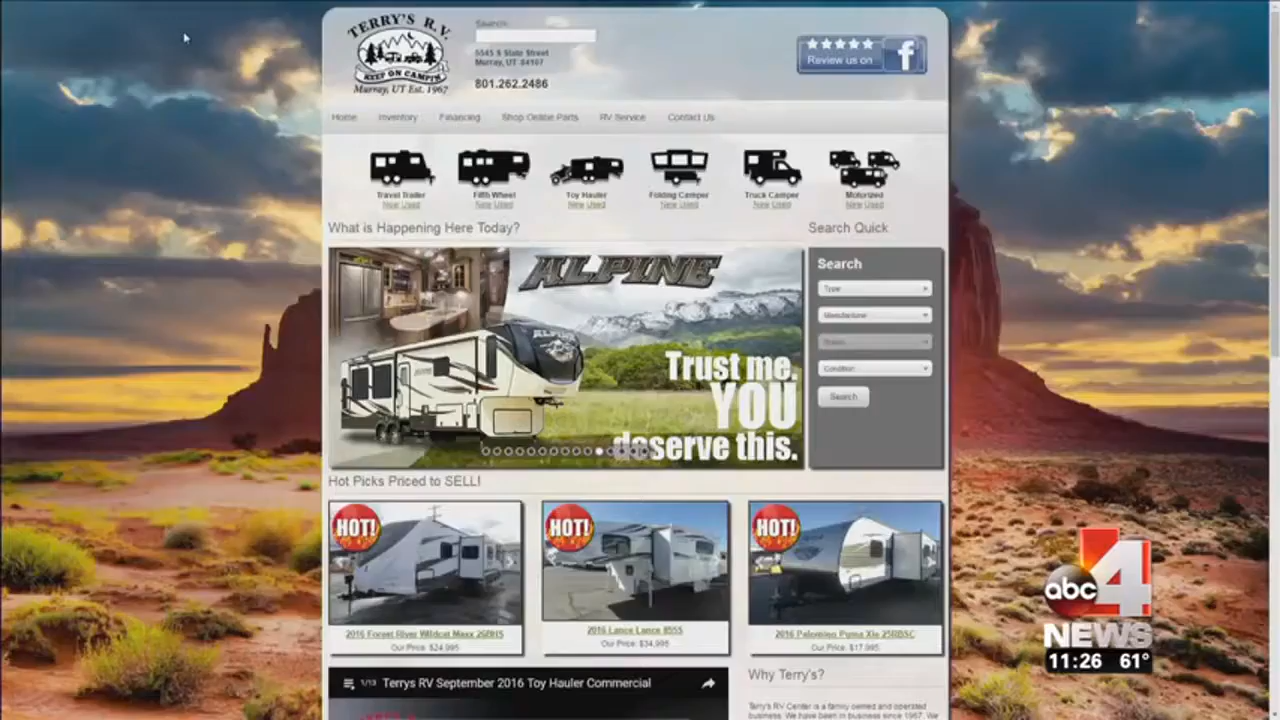 TERRY'S R.V.
KEEP ON CAMPIN'
Murray, UT Est. 1967
Search:
5545 S State Street
Murray, UT 84107
801.262.2486
Review us on f
Home Inventory Financing Shop Online Parts RV Service Contact Us
Travel Trailer Fifth Wheel Toy Hauler Folding Camper Truck Camper Motorized
New Used New Used New Used New Used New Used New Used
What is Happening Here Today? Search Quick
ALPINE
ALPINE
Trust me.
YOU
deserve this.
Search
Type
Manufacturer
Condition
Search
Hot Picks Priced to SELL!
HOT! HOT! HOT!
2016 Forest River Wildcat Maxx 26BHS
Our Price: $24,995
2016 Lance Lance 855S
Our Price: $34,995
2016 Palomino Puma Xle 25RBSC
Our Price: $17,995
1/13 Terrys RV September 2016 Toy Hauler Commercial
Why Terry's?
Terry's RV Center is a family owned and operated
business. We have been in business since 1967. We
abc 4
NEWS
11:26 61°